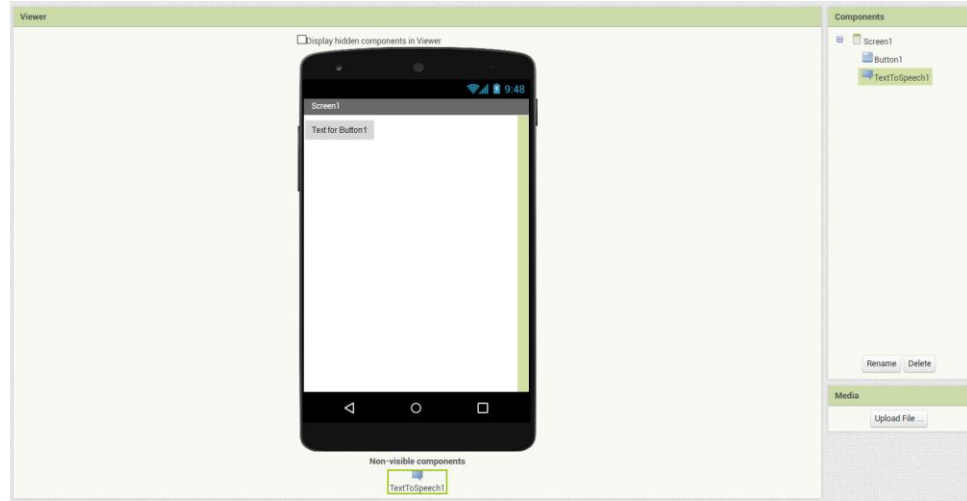 Viewer
Display hidden components in Viewer
9:48
Screen1
Text for Button1
Non-visible components
TextToSpeech1
Components
Screen1
Button1
TextToSpeech1
Rename Delete
Media
Upload File ...